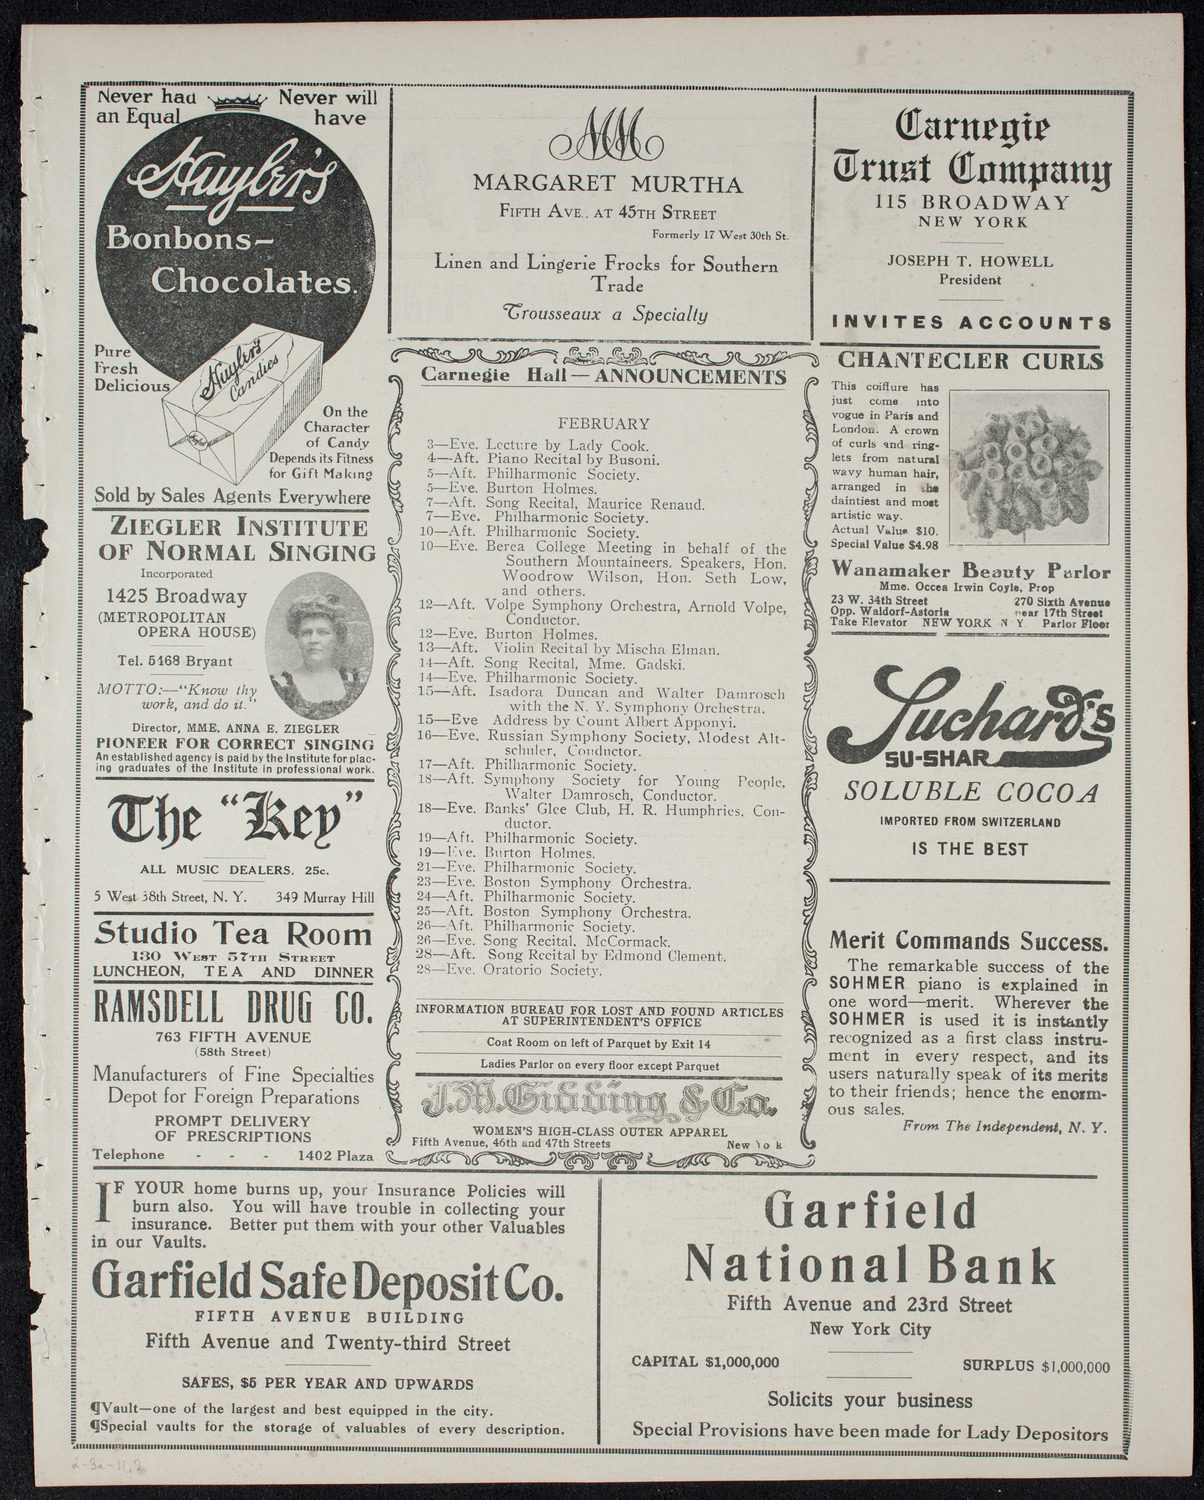 Never had
an Equal
Never will
have
Huyler's
Bonbons—
Chocolates.
Pure
Fresh
Delicious
Huyler's
Candies
On the
Character
of Candy
Depends its Fitness
for Gift Making
Sold by Sales Agents Everywhere
ZIEGLER INSTITUTE
OF NORMAL SINGING
Incorporated
1425 Broadway
(METROPOLITAN
OPERA HOUSE)
Tel. 5468 Bryant
MOTTO:—"Know thy
work, and do it."
Director, MME. ANNA E. ZIEGLER
PIONEER FOR CORRECT SINGING
An established agency is paid by the Institute for plac-
ing graduates of the Institute in professional work.
The "Key"
ALL MUSIC DEALERS. 25c.
5 West 38th Street, N. Y. 349 Murray Hill
Studio Tea Room
130 WEST 57TH STREET
LUNCHEON, TEA AND DINNER
RAMSDELL DRUG CO.
763 FIFTH AVENUE
(58th Street)
Manufacturers of Fine Specialties
Depot for Foreign Preparations
PROMPT DELIVERY
OF PRESCRIPTIONS
Telephone - - - 1402 Plaza
MM
MARGARET MURTHA
FIFTH AVE., AT 45TH STREET
Formerly 17 West 30th St.
Linen and Lingerie Frocks for Southern
Trade
Trousseaux a Specialty
Carnegie Hall—ANNOUNCEMENTS
FEBRUARY
3—Eve. Lecture by Lady Cook.
4—Aft. Piano Recital by Busoni.
5—Aft. Philharmonic Society.
5—Eve. Burton Holmes.
7—Aft. Song Recital, Maurice Renaud.
7—Eve. Philharmonic Society.
10—Aft. Philharmonic Society.
10—Eve. Berea College Meeting in behalf of the
Southern Mountaineers. Speakers, Hon.
Woodrow Wilson, Hon. Seth Low,
and others.
12—Aft. Volpe Symphony Orchestra, Arnold Volpe,
Conductor.
12—Eve. Burton Holmes.
13—Aft. Violin Recital by Mischa Elman.
14—Aft. Song Recital, Mme. Gadski.
14—Eve. Philharmonic Society.
15—Aft. Isadora Duncan and Walter Damrosch
with the N. Y. Symphony Orchestra.
15—Eve Address by Count Albert Apponyi.
16—Eve. Russian Symphony Society, Modest Alt-
schuler, Conductor.
17—Aft. Philharmonic Society.
18—Aft. Symphony Society for Young People,
Walter Damrosch, Conductor.
18—Eve. Banks' Glee Club, H. R. Humphries, Con-
ductor.
19—Aft. Philharmonic Society.
19—Eve. Burton Holmes.
21—Eve. Philharmonic Society.
23—Eve. Boston Symphony Orchestra.
24—Aft. Philharmonic Society.
25—Aft. Boston Symphony Orchestra.
26—Aft. Philharmonic Society.
26—Eve. Song Recital, McCormack.
28—Aft. Song Recital by Edmond Clement.
28—Eve. Oratorio Society.
INFORMATION BUREAU FOR LOST AND FOUND ARTICLES
AT SUPERINTENDENT'S OFFICE
Coat Room on left of Parquet by Exit 14
Ladies Parlor on every floor except Parquet
J.M. Gidding & Co.
WOMEN'S HIGH-CLASS OUTER APPAREL
Fifth Avenue, 46th and 47th Streets New York
Carnegie
Trust Company
115 BROADWAY
NEW YORK
JOSEPH T. HOWELL
President
INVITES ACCOUNTS
CHANTECLER CURLS
This coiffure has
just come into
vogue in Paris and
London. A crown
of curls and ring-
lets from natural
wavy human hair,
arranged in the
daintiest and most
artistic way.
Actual Value $10.
Special Value $4.98
Wanamaker Beauty Parlor
Mme. Occea Irwin Coyle, Prop
23 W. 34th Street 270 Sixth Avenue
Opp. Waldorf-Astoria near 17th Street
Take Elevator NEW YORK N Y. Parlor Floor
Suchard's
SU-SHAR
SOLUBLE COCOA
IMPORTED FROM SWITZERLAND
IS THE BEST
Merit Commands Success.
The remarkable success of the
SOHMER piano is explained in
one word—merit. Wherever the
SOHMER is used it is instantly
recognized as a first class instru-
ment in every respect, and its
users naturally speak of its merits
to their friends; hence the enorm-
ous sales.
From The Independent, N. Y.
IF YOUR home burns up, your Insurance Policies will
burn also. You will have trouble in collecting your
insurance. Better put them with your other Valuables
in our Vaults.
Garfield Safe Deposit Co.
FIFTH AVENUE BUILDING
Fifth Avenue and Twenty-third Street
SAFES, $5 PER YEAR AND UPWARDS
¶Vault—one of the largest and best equipped in the city.
¶Special vaults for the storage of valuables of every description.
Garfield
National Bank
Fifth Avenue and 23rd Street
New York City
CAPITAL $1,000,000 SURPLUS $1,000,000
Solicits your business
Special Provisions have been made for Lady Depositors